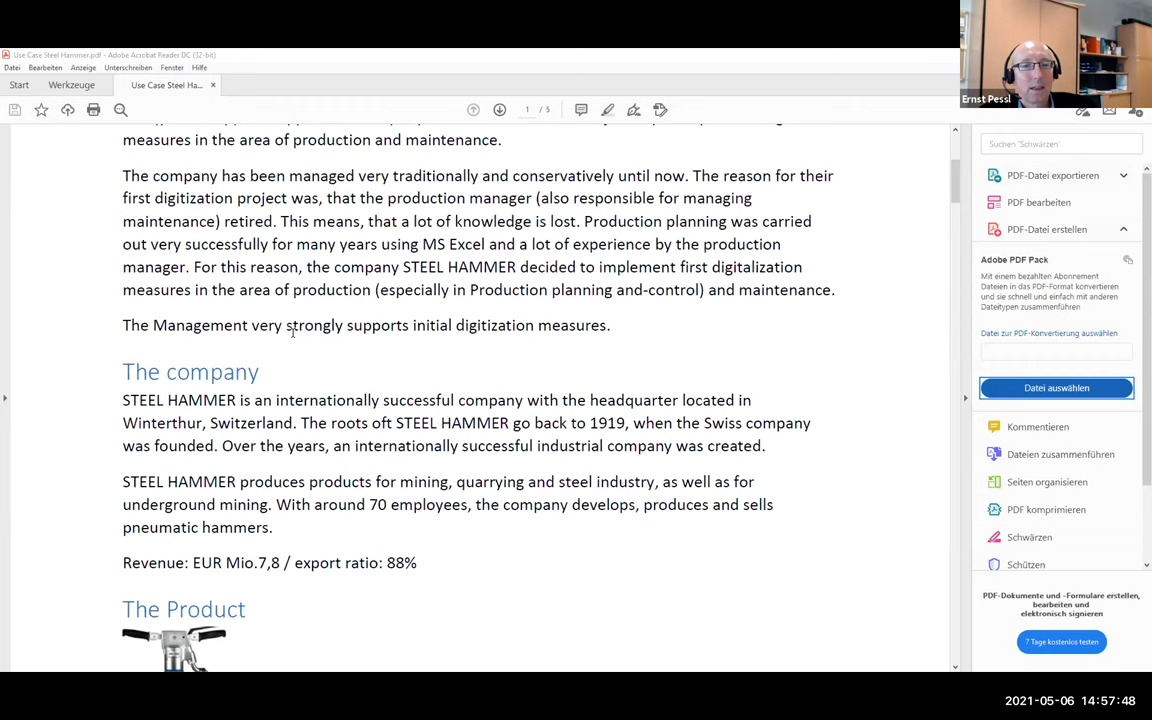 Use Case Steel Hammer.pdf - Adobe Acrobat Reader DC (32-bit)
Datei Bearbeiten Anzeige Unterschreiben Fenster Hilfe
Start Werkzeuge Use Case Steel Ha... ×
1 / 5
Ernst Pessl
measures in the area of production and maintenance.
The company has been managed very traditionally and conservatively until now. The reason for their
first digitization project was, that the production manager (also responsible for managing
maintenance) retired. This means, that a lot of knowledge is lost. Production planning was carried
out very successfully for many years using MS Excel and a lot of experience by the production
manager. For this reason, the company STEEL HAMMER decided to implement first digitalization
measures in the area of production (especially in Production planning and-control) and maintenance.
The Management very strongly supports initial digitization measures.
The company
STEEL HAMMER is an internationally successful company with the headquarter located in
Winterthur, Switzerland. The roots oft STEEL HAMMER go back to 1919, when the Swiss company
was founded. Over the years, an internationally successful industrial company was created.
STEEL HAMMER produces products for mining, quarrying and steel industry, as well as for
underground mining. With around 70 employees, the company develops, produces and sells
pneumatic hammers.
Revenue: EUR Mio.7,8 / export ratio: 88%
The Product
Suchen 'Schwärzen'
PDF-Datei exportieren
PDF bearbeiten
PDF-Datei erstellen
Adobe PDF Pack
Mit einem bezahlten Abonnement
Dateien in das PDF-Format konvertieren
und sie schnell und einfach mit anderen
Dateitypen zusammenführen
Datei zur PDF-Konvertierung auswählen
Datei auswählen
Kommentieren
Dateien zusammenführen
Seiten organisieren
PDF komprimieren
Schwärzen
Schützen
PDF-Dokumente und -Formulare erstellen,
bearbeiten und
elektronisch signieren
7 Tage kostenlos testen
2021-05-06 14:57:48